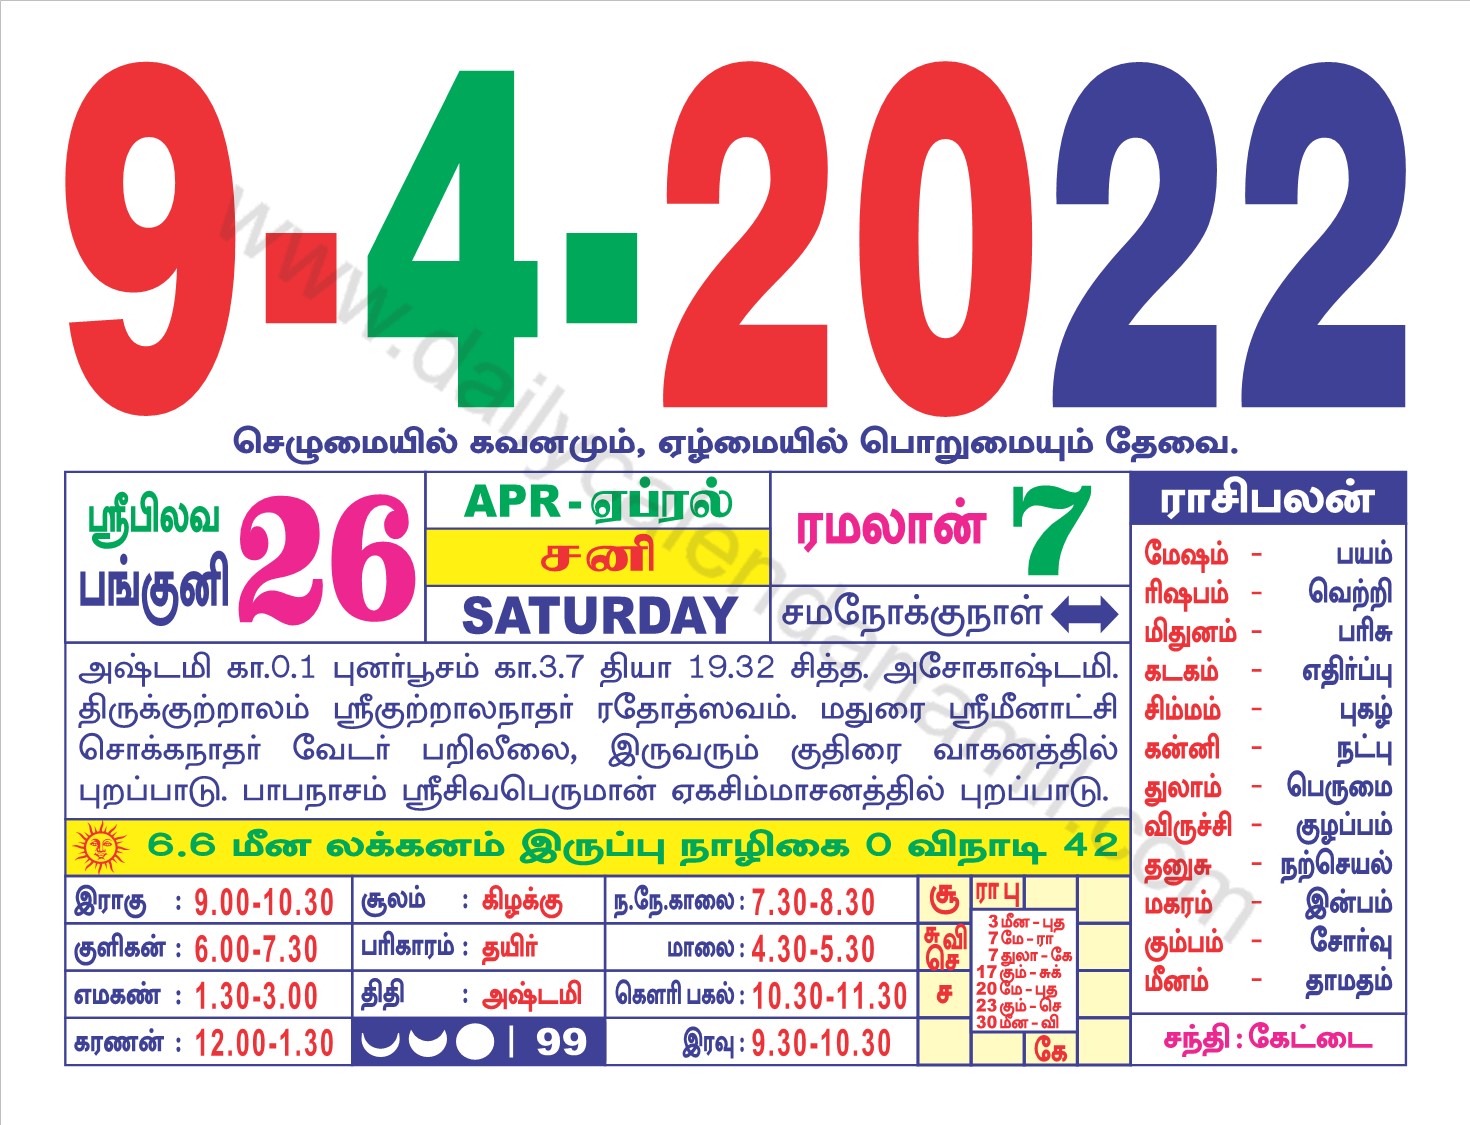 9-4-2022
செழுமையில் கவனமும், ஏழ்மையில் பொறுமையும் தேவை.
ஸ்ரீபிலவ
பங்குனி 26
APR - ஏப்ரல்
சனி
SATURDAY
ரமலான் 7
சமநோக்குநாள்
அஷ்டமி கா.0.1 புனர்பூசம் கா.3.7 தியா 19.32 சித்த. அசோகாஷ்டமி.
திருக்குற்றாலம் ஸ்ரீகுற்றாலநாதர் ரதோத்ஸவம். மதுரை ஸ்ரீமீனாட்சி
சொக்கநாதர் வேடர் பறிலீலை, இருவரும் குதிரை வாகனத்தில்
புறப்பாடு. பாபநாசம் ஸ்ரீசிவபெருமான் ஏகசிம்மாசனத்தில் புறப்பாடு.
6.6 மீன லக்கனம் இருப்பு நாழிகை 0 விநாடி 42
இராகு : 9.00-10.30
குளிகன் : 6.00-7.30
எமகண் : 1.30-3.00
கரணன் : 12.00-1.30
சூலம் : கிழக்கு
பரிகாரம் : தயிர்
திதி : அஷ்டமி
| 99
ந.நே.காலை : 7.30-8.30
மாலை : 4.30-5.30
கௌரி பகல் : 10.30-11.30
இரவு : 9.30-10.30
சூ
ரா பு
சு வி
செ
ச
கே
3 மீன - புத
7 மே - ரா
7 துலா - கே
17 கும் - சுக்
20 மே - புத
23 கும் - செ
30 மீன - வி
ராசிபலன்
மேஷம் - பயம்
ரிஷபம் - வெற்றி
மிதுனம் - பரிசு
கடகம் - எதிர்ப்பு
சிம்மம் - புகழ்
கன்னி - நட்பு
துலாம் - பெருமை
விருச்சி - குழப்பம்
தனுசு - நற்செயல்
மகரம் - இன்பம்
கும்பம் - சோர்வு
மீனம் - தாமதம்
சந்தி : கேட்டை
www.dailycalendartamil.com